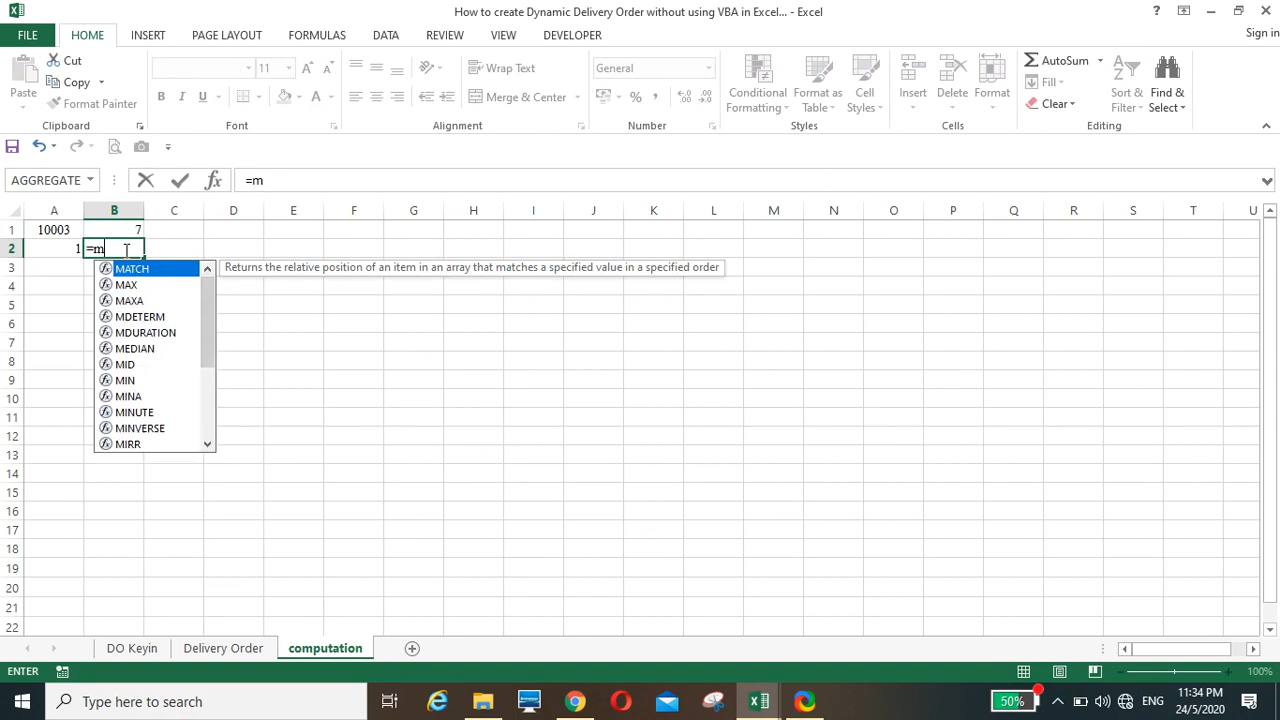 How to create Dynamic Delivery Order without using VBA in Excel... - Excel
?
FILE HOME INSERT PAGE LAYOUT FORMULAS DATA REVIEW VIEW DEVELOPER Sign in
Paste
Cut
Copy
Format Painter
Clipboard
11 A A
B I U A
Font
Wrap Text
Merge & Center
Alignment
General
% ,
Number
Conditional Formatting
Format as Table
Cell Styles
Styles
Insert Delete Format
Cells
AutoSum
Fill
Clear
Sort & Filter
Find & Select
Editing
AGGREGATE fx =m
A B C D E F G H I J K L M N O P Q R S T U
1 10003 7
2 1 =m
3 MATCH Returns the relative position of an item in an array that matches a specified value in a specified order
4 MAX
5 MAXA
6 MDETERM
7 MDURATION
8 MEDIAN
9 MID
10 MIN
MINA
11 MINUTE
12 MINVERSE
13 MIRR
14
15
16
17
18
19
20
21
22
DO Keyin Delivery Order computation
ENTER 100%
Type here to search 50% ENG 11:34 PM
24/5/2020